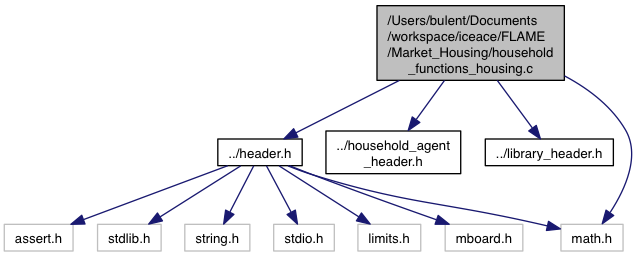 /Users/bulent/Documents
/workspace/iceace/FLAME
/Market_Housing/household
_functions_housing.c
../header.h
../household_agent
_header.h
../library_header.h
assert.h
stdlib.h
string.h
stdio.h
limits.h
mboard.h
math.h